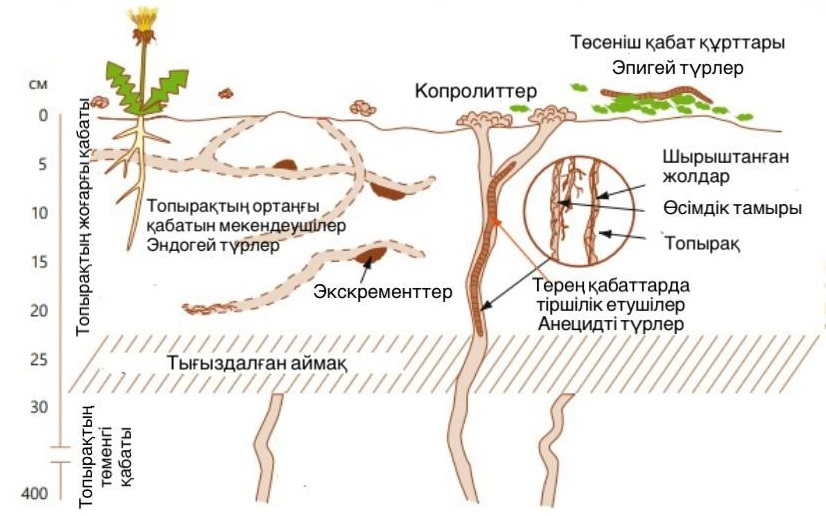 Төсеніш қабат құрттары
Эпигей түрлер
Копролиттер
см
0
5
10
15
20
25
30
400
Топырақтың жоғарғы қабаты
Топырақтың ортаңғы
қабатын мекендеушілер
Эндогей түрлер
Экскременттер
Шырыштанған
жолдар
Өсімдік тамыры
Топырақ
Терең қабаттарда
тіршілік етушілер
Анецидті түрлер
Тығыздалған аймақ
Топырақтың
төменгі
қабаты